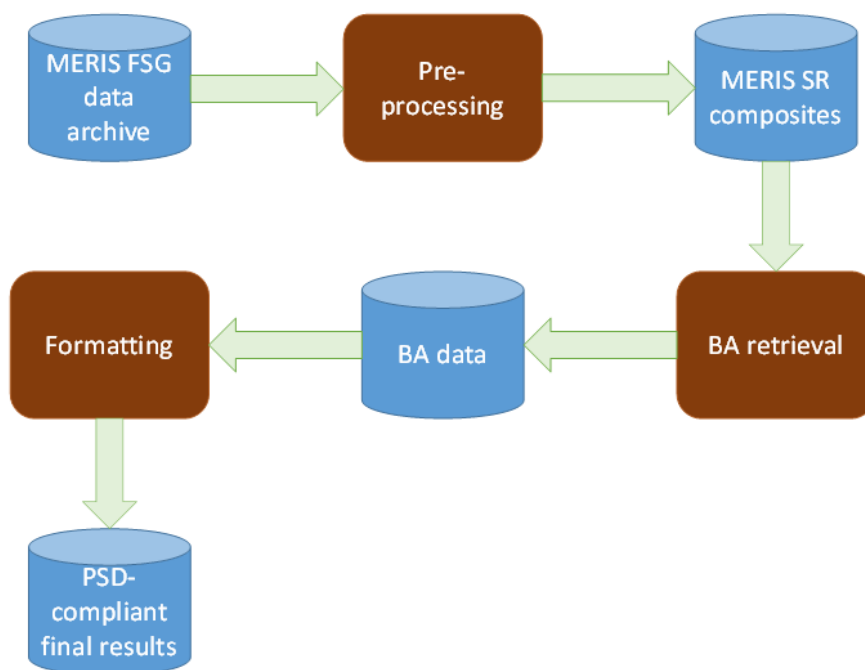 MERIS FSG
data
archive
Pre-
processing
MERIS SR
composites
BA retrieval
BA data
Formatting
PSD-
compliant
final results